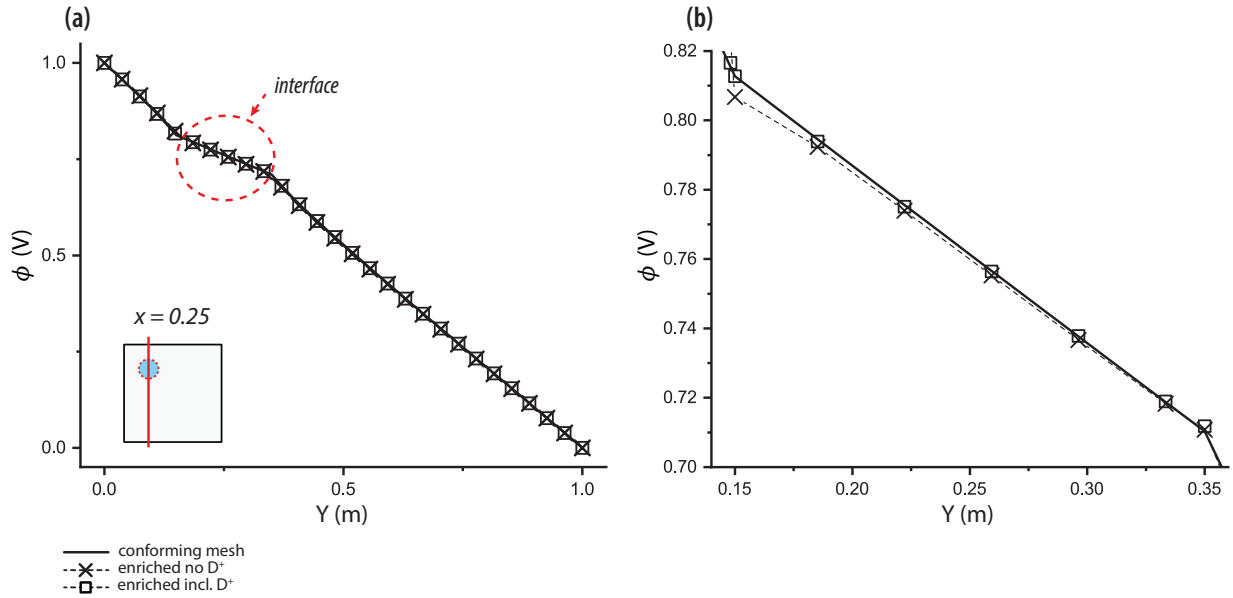 (a)
interface
1.0
0.5
0.0
ϕ (V)
x = 0.25
0.0
0.5
1.0
Y (m)
(b)
0.82
0.80
0.78
0.76
0.74
0.72
0.70
ϕ (V)
0.15
0.20
0.25
0.30
0.35
Y (m)
conforming mesh
enriched no D⁺
enriched incl. D⁺